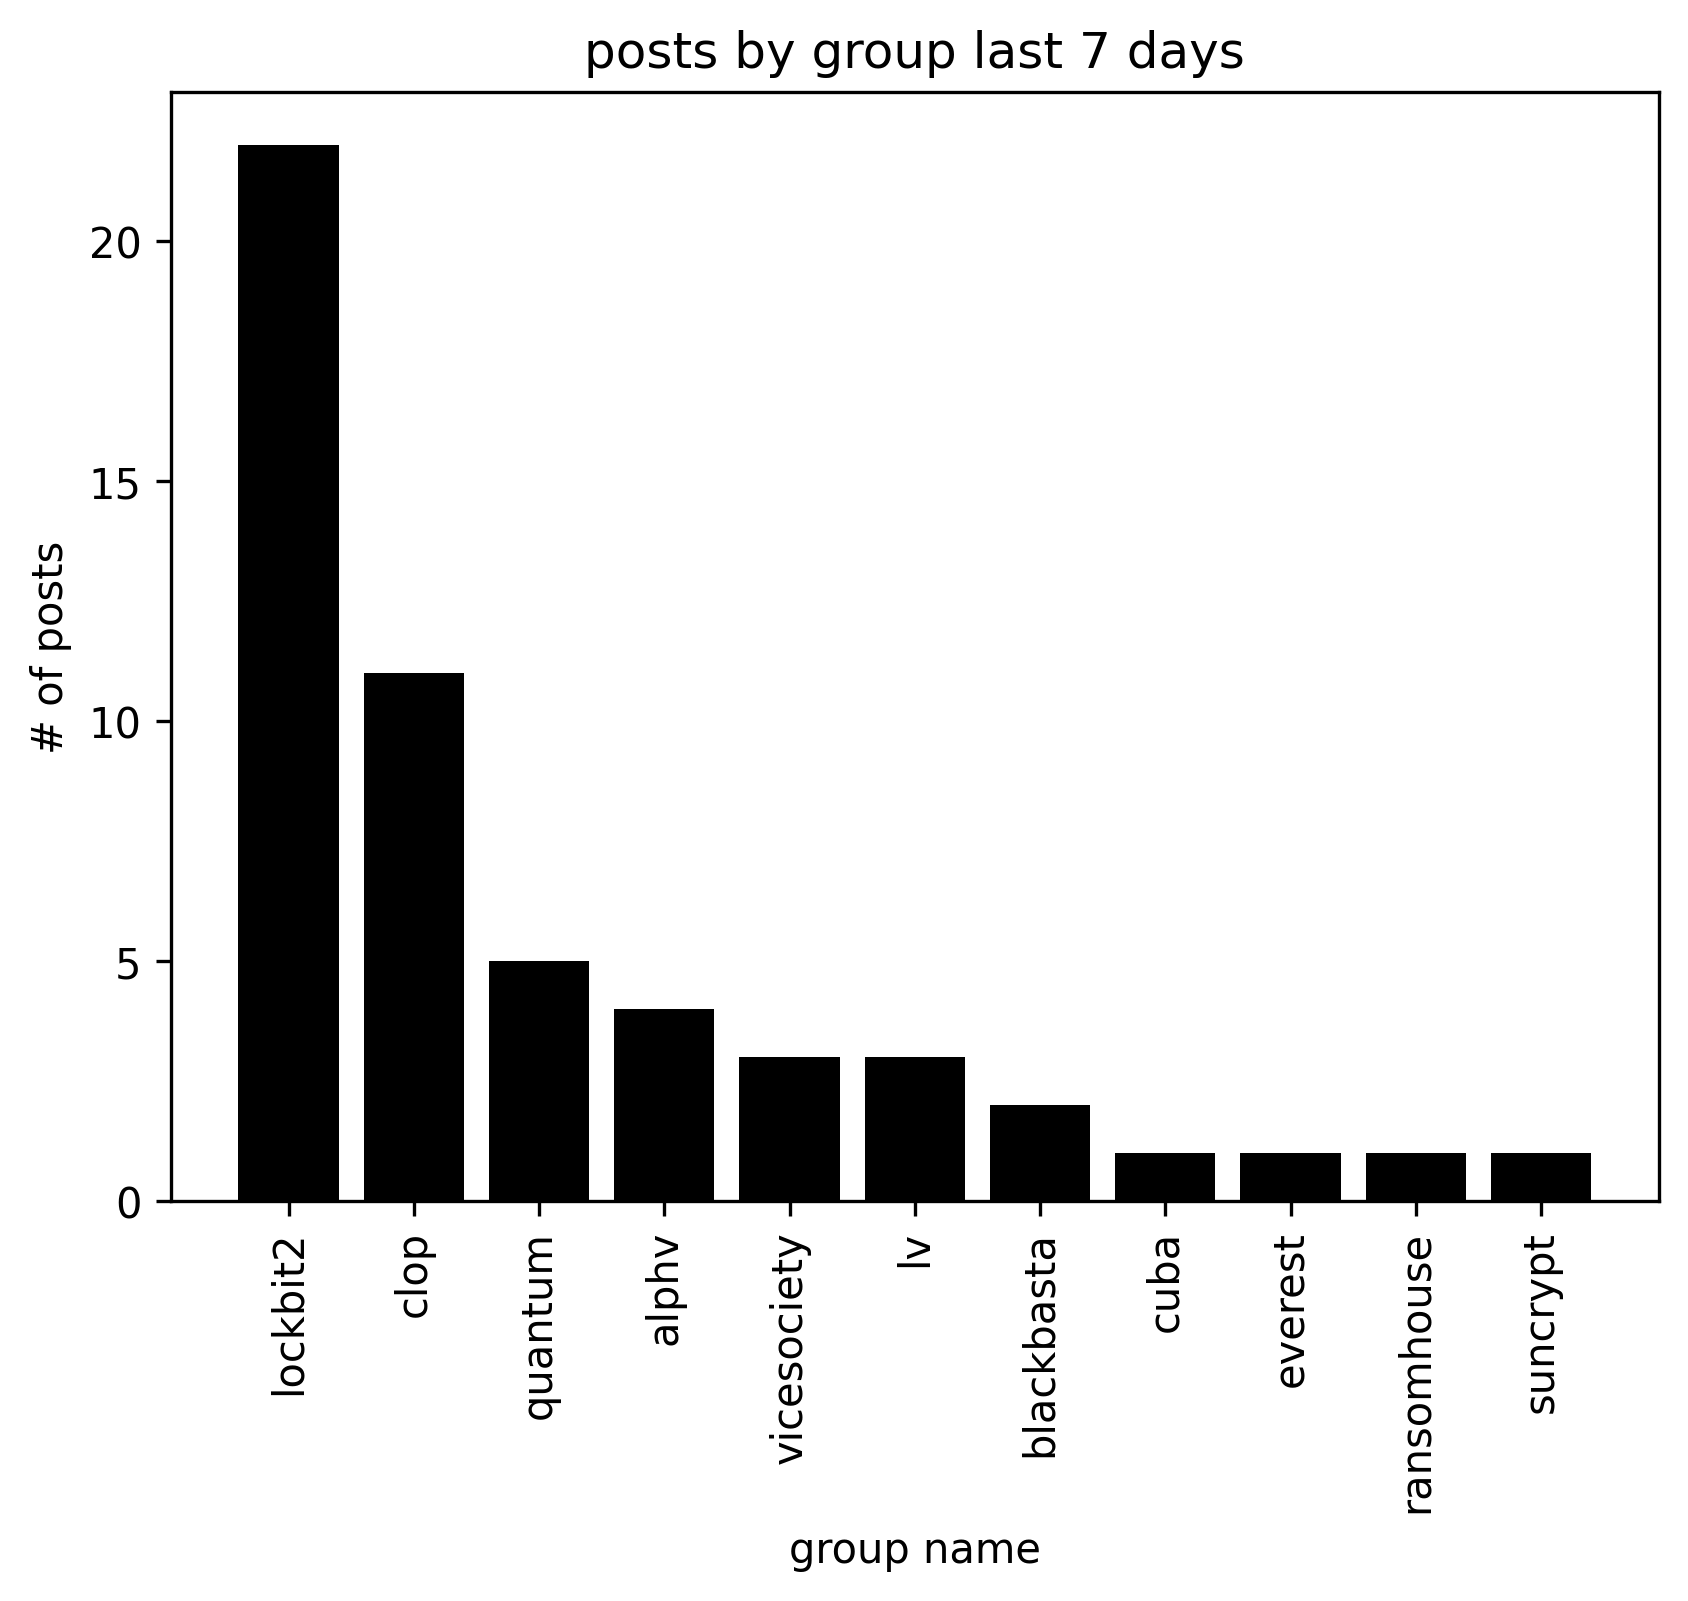 posts by group last 7 days
# of posts
20
15
10
5
0
lockbit2
clop
quantum
alphv
vicesociety
lv
blackbasta
cuba
everest
ransomhouse
suncrypt
group name